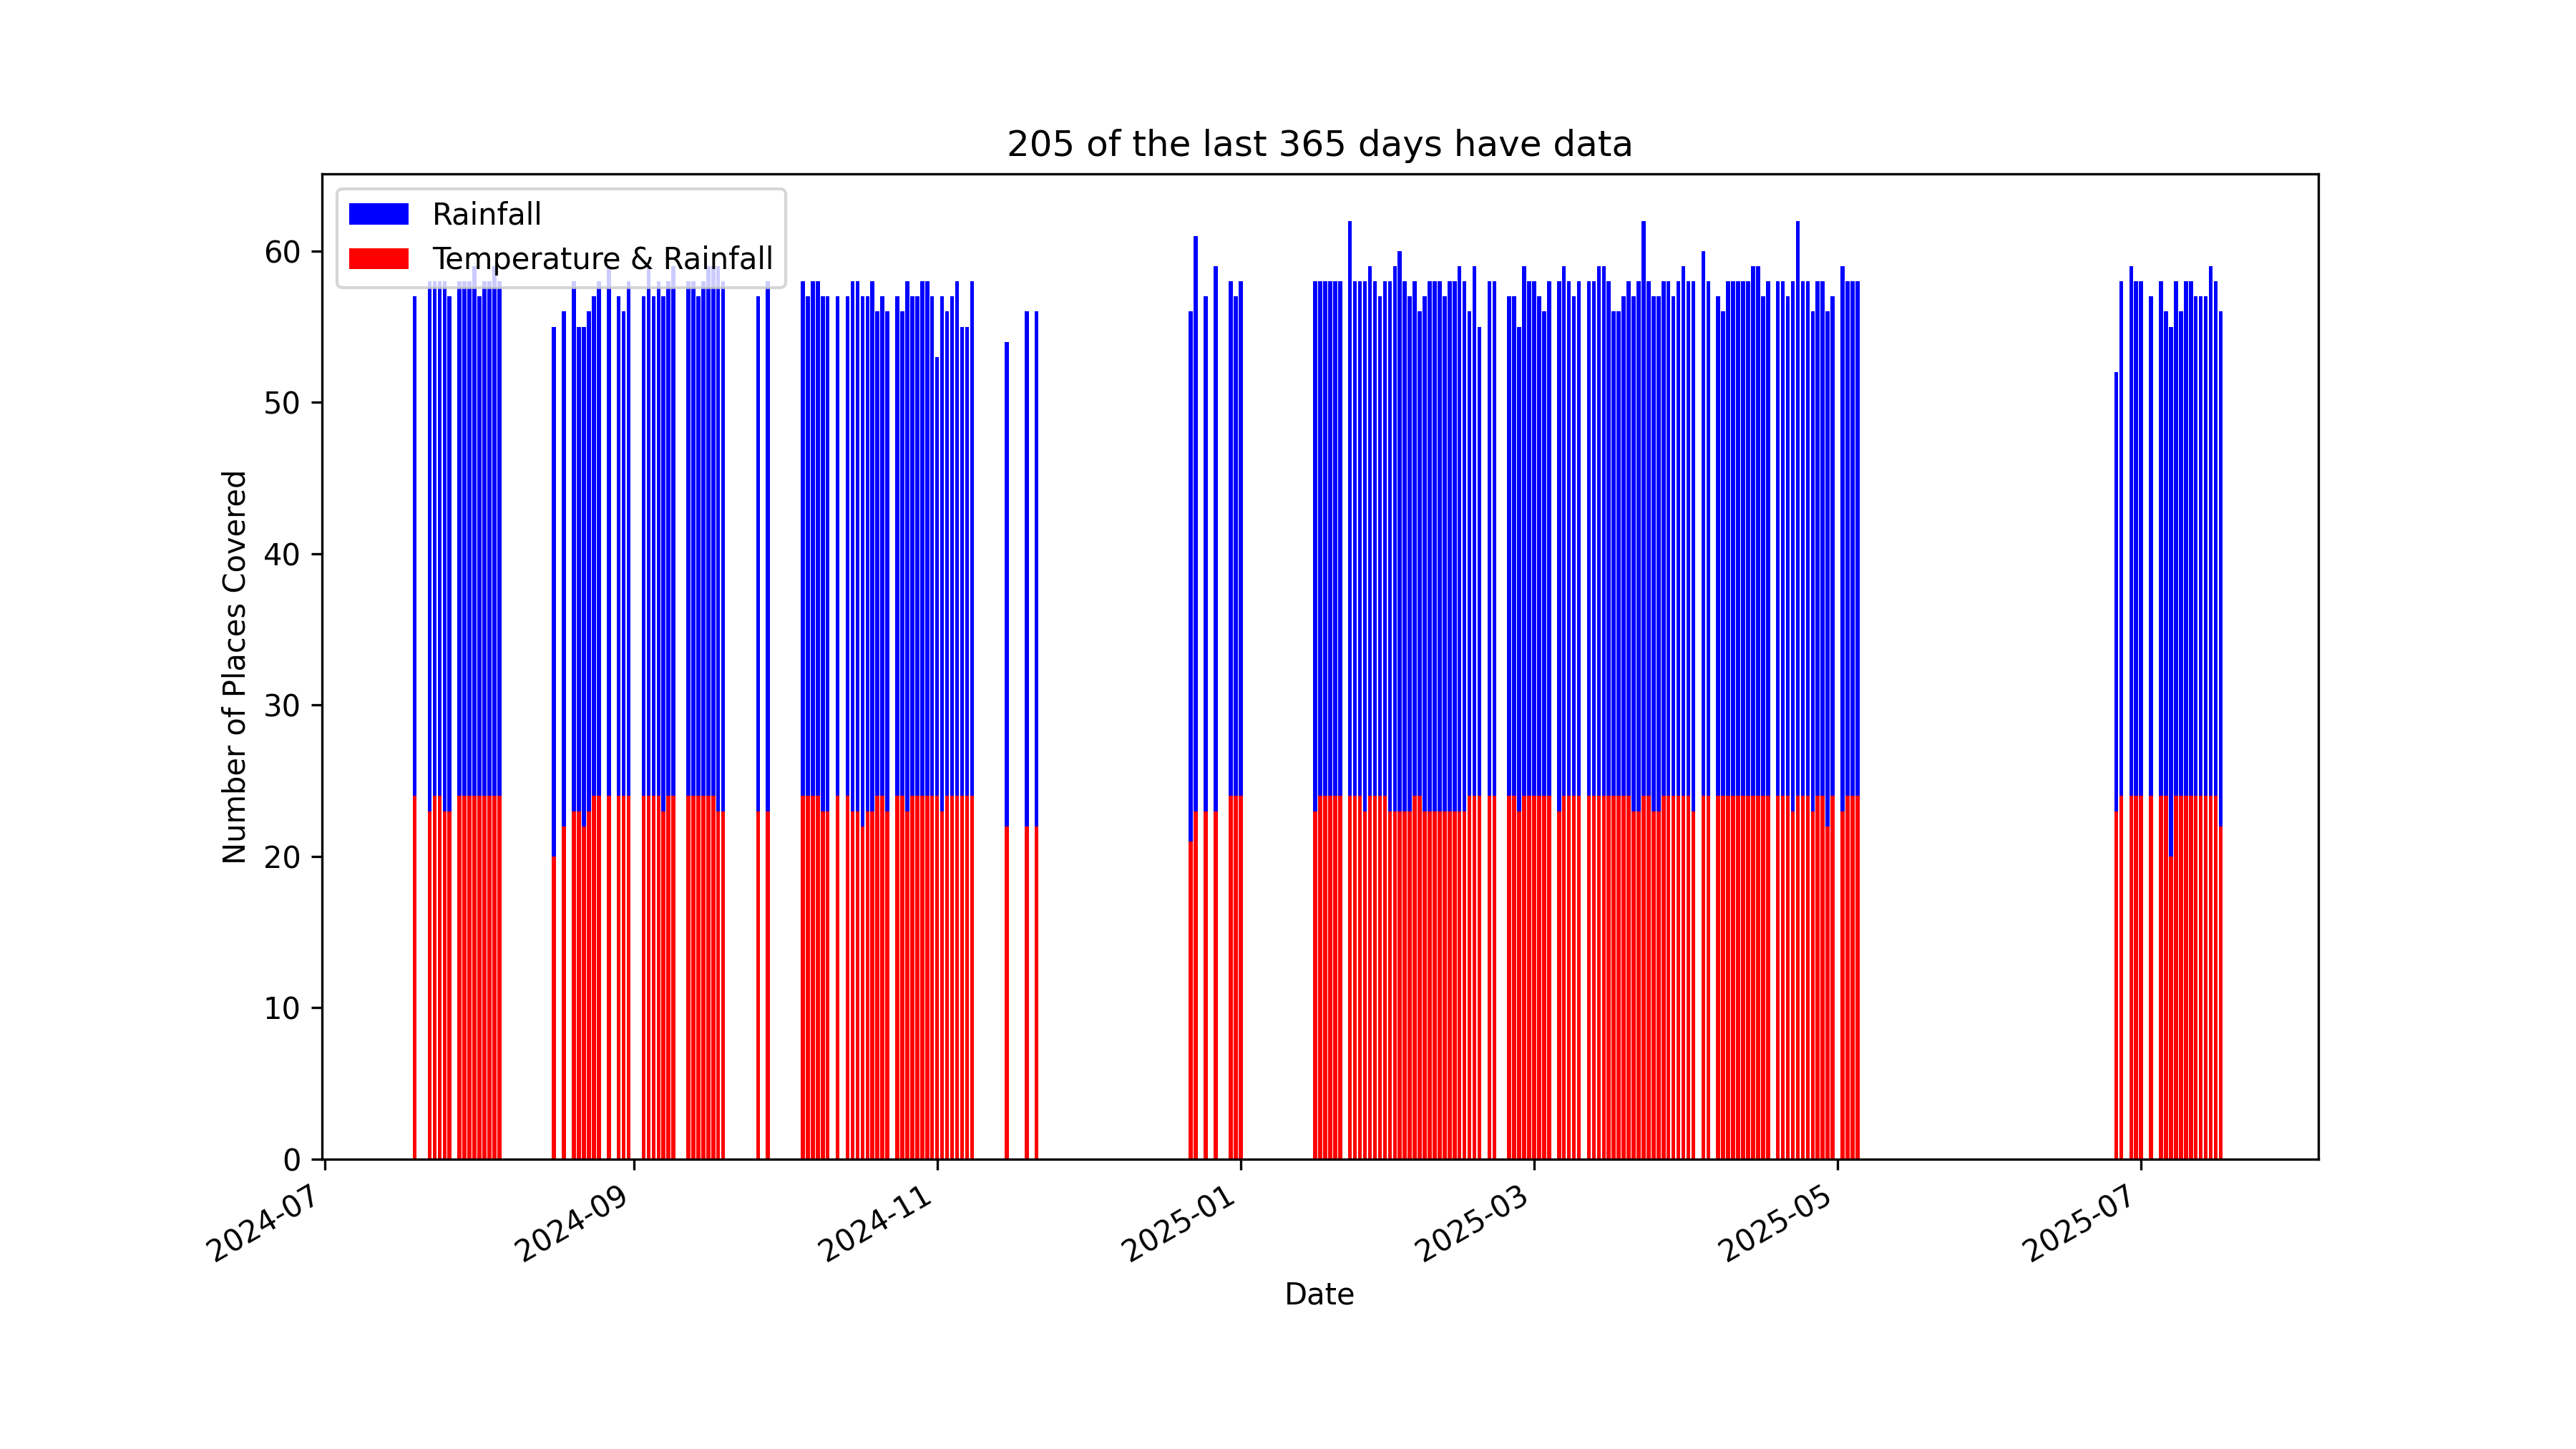 205 of the last 365 days have data
Rainfall
Temperature & Rainfall
Number of Places Covered
60
50
40
30
20
10
0
2024-07
2024-09
2024-11
2025-01
2025-03
2025-05
2025-07
Date